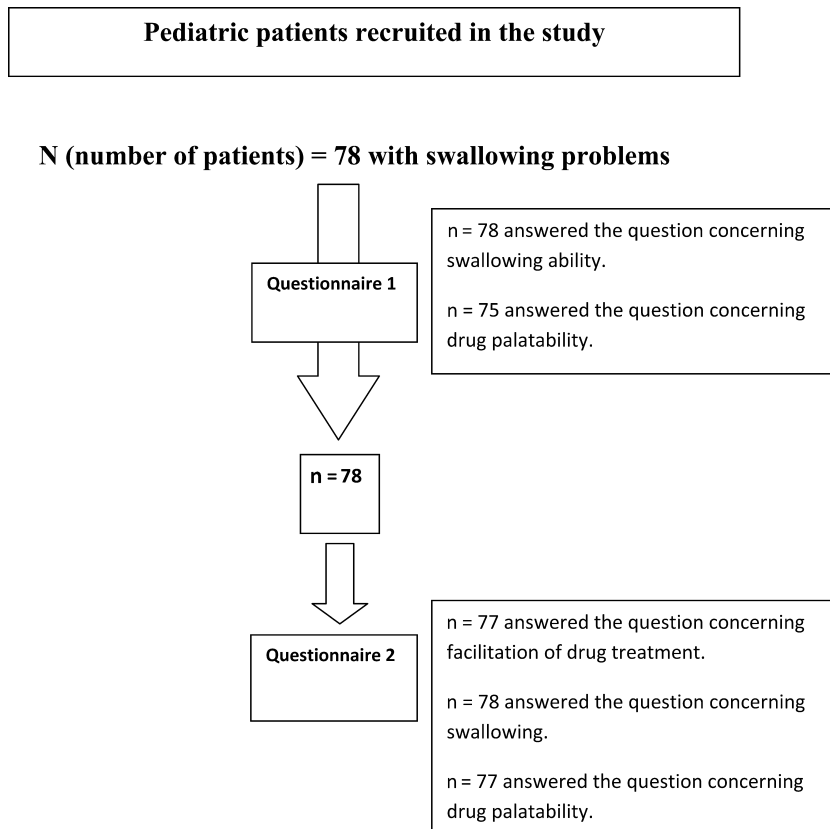 Pediatric patients recruited in the study
N (number of patients) = 78 with swallowing problems
Questionnaire 1
n = 78 answered the question concerning
swallowing ability.
n = 75 answered the question concerning
drug palatability.
n = 78
Questionnaire 2
n = 77 answered the question concerning
facilitation of drug treatment.
n = 78 answered the question concerning
swallowing.
n = 77 answered the question concerning
drug palatability.